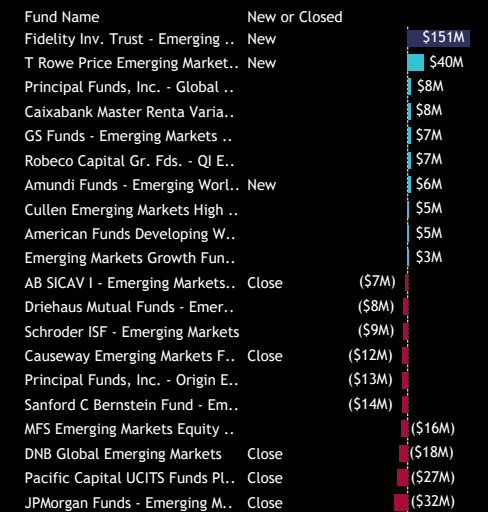 Fund Name New or Closed
Fidelity Inv. Trust - Emerging .. New $151M
T Rowe Price Emerging Market.. New $40M
Principal Funds, Inc. - Global .. $8M
Caixabank Master Renta Varia.. $8M
GS Funds - Emerging Markets .. $7M
Robeco Capital Gr. Fds. - QI E.. $7M
Amundi Funds - Emerging Worl.. New $6M
Cullen Emerging Markets High .. $5M
American Funds Developing W.. $5M
Emerging Markets Growth Fun.. $3M
AB SICAV I - Emerging Markets.. Close ($7M)
Driehaus Mutual Funds - Emer.. ($8M)
Schroder ISF - Emerging Markets ($9M)
Causeway Emerging Markets F.. Close ($12M)
Principal Funds, Inc. - Origin E.. ($13M)
Sanford C Bernstein Fund - Em.. ($14M)
MFS Emerging Markets Equity .. ($16M)
DNB Global Emerging Markets Close ($18M)
Pacific Capital UCITS Funds Pl.. Close ($27M)
JPMorgan Funds - Emerging M.. Close ($32M)